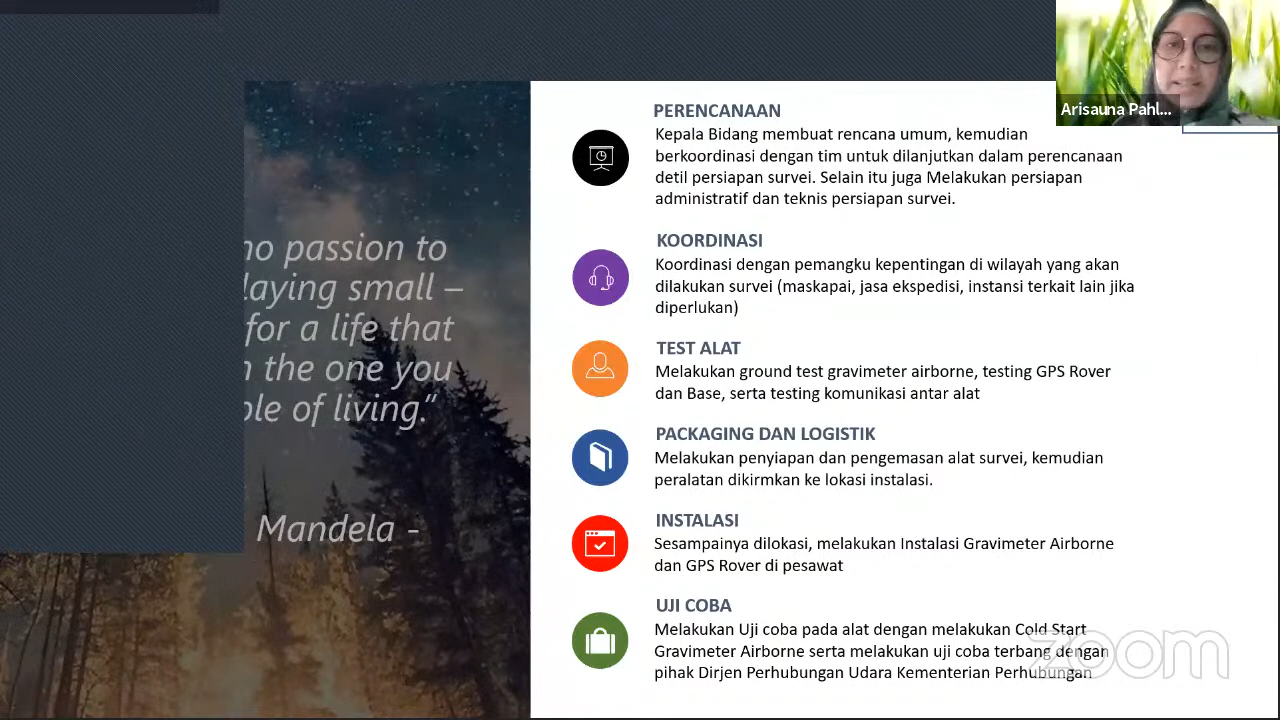 Arisauna Pahl...
no passion to
laying small –
for a life that
the one you
of living.”
Mandela -
PERENCANAAN
Kepala Bidang membuat rencana umum, kemudian
berkoordinasi dengan tim untuk dilanjutkan dalam perencanaan
detil persiapan survei. Selain itu juga Melakukan persiapan
administratif dan teknis persiapan survei.
KOORDINASI
Koordinasi dengan pemangku kepentingan di wilayah yang akan
dilakukan survei (maskapai, jasa ekspedisi, instansi terkait lain jika
diperlukan)
TEST ALAT
Melakukan ground test gravimeter airborne, testing GPS Rover
dan Base, serta testing komunikasi antar alat
PACKAGING DAN LOGISTIK
Melakukan penyiapan dan pengemasan alat survei, kemudian
peralatan dikirmkan ke lokasi instalasi.
INSTALASI
Sesampainya dilokasi, melakukan Instalasi Gravimeter Airborne
dan GPS Rover di pesawat
UJI COBA
Melakukan Uji coba pada alat dengan melakukan Cold Start
Gravimeter Airborne serta melakukan uji coba terbang dengan
pihak Dirjen Perhubungan Udara Kementerian Perhubungan
zoom